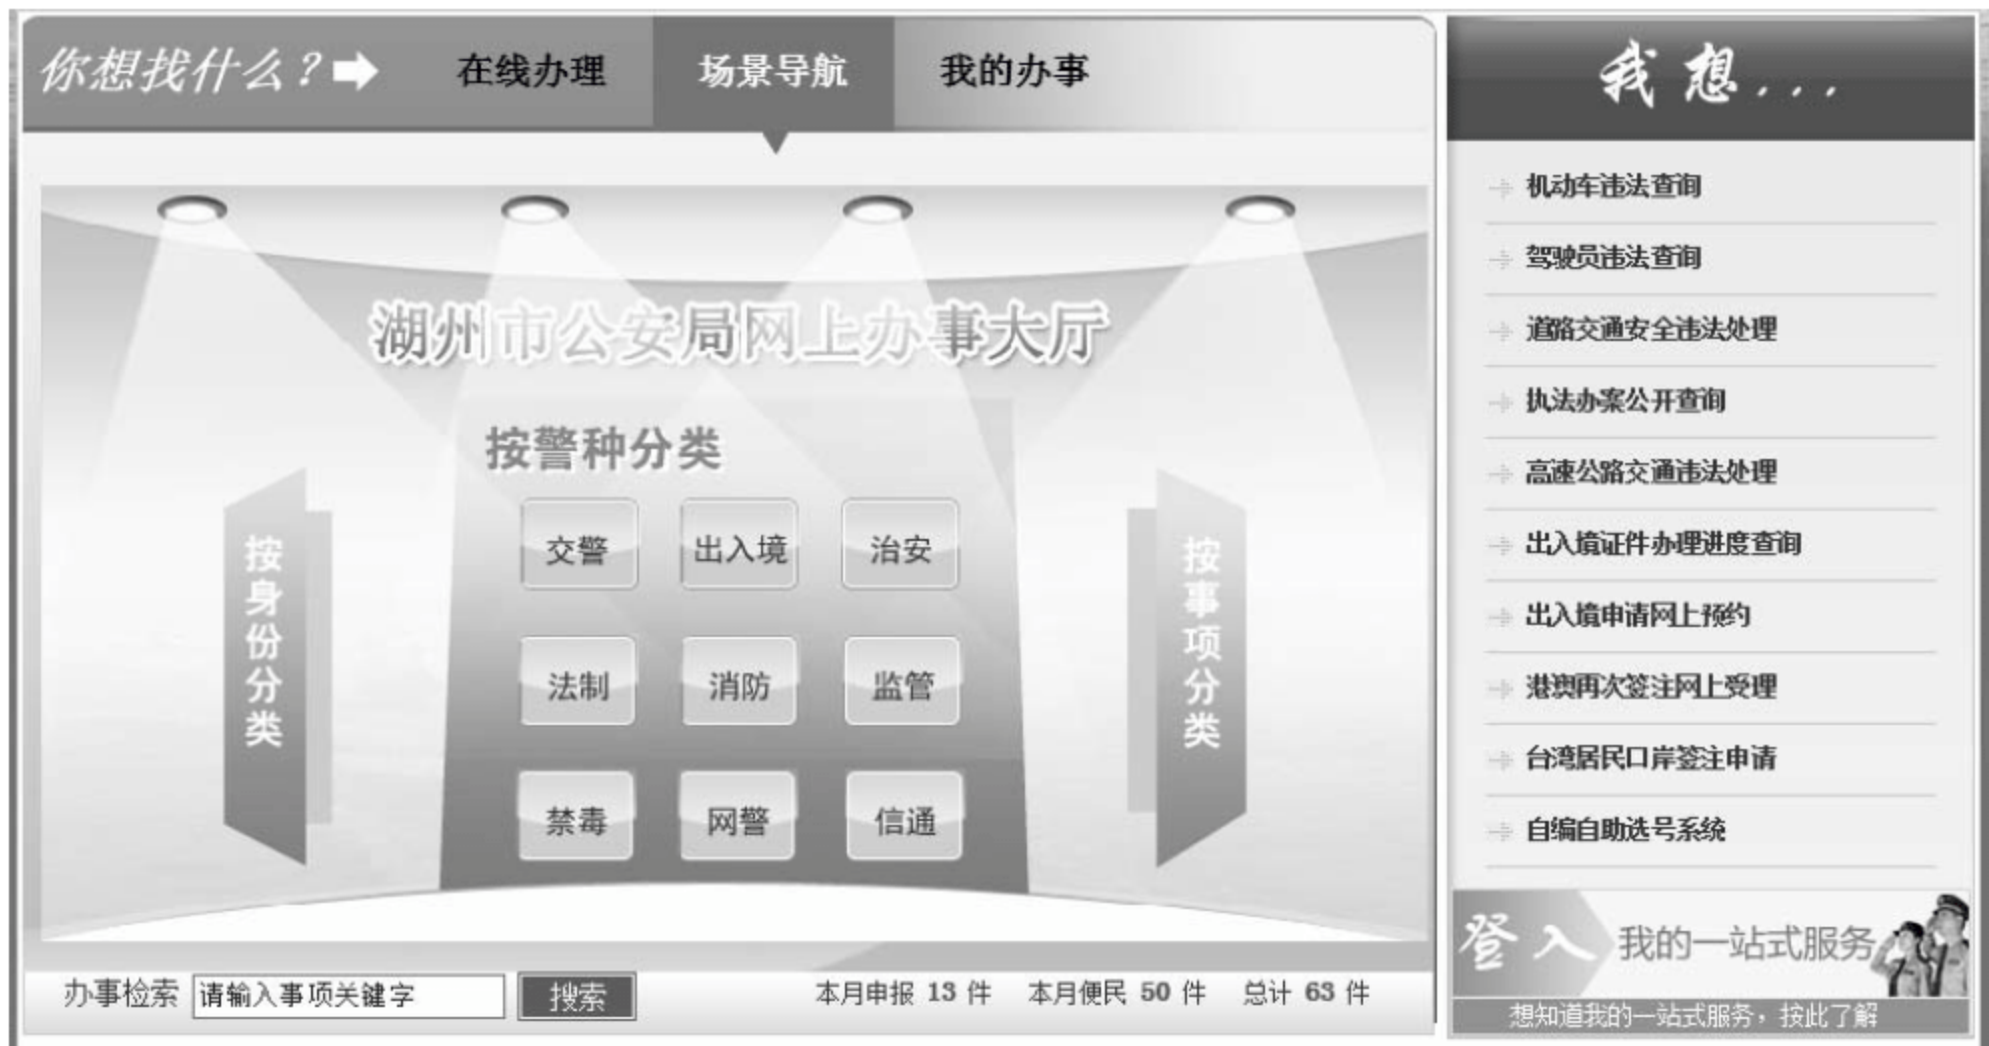 你想找什么？
在线办理
场景导航
我的办事
湖州市公安局网上办事大厅
按身份分类
按警种分类
交警 出入境 治安
法制 消防 监管
禁毒 网警 信通
按事项分类
办事检索 请输入事项关键字 搜索
本月申报 13 件 本月便民 50 件 总计 63 件
我想...
机动车违法查询
驾驶员违法查询
道路交通安全违法处理
执法办案公开查询
高速公路交通违法处理
出入境证件办理进度查询
出入境申请网上预约
港澳再次签注网上受理
台湾居民口岸签注申请
自编自助选号系统
登入 我的一站式服务
想知道我的一站式服务，按此了解